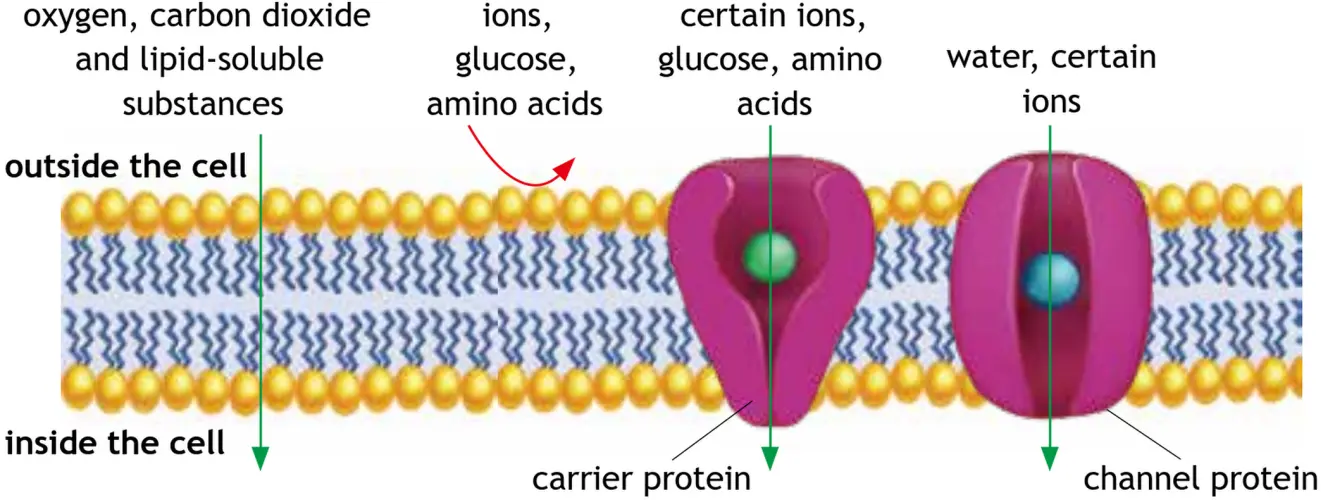 oxygen, carbon dioxide
and lipid-soluble
substances
ions,
glucose,
amino acids
certain ions,
glucose, amino
acids
water, certain
ions
outside the cell
inside the cell
carrier protein
channel protein